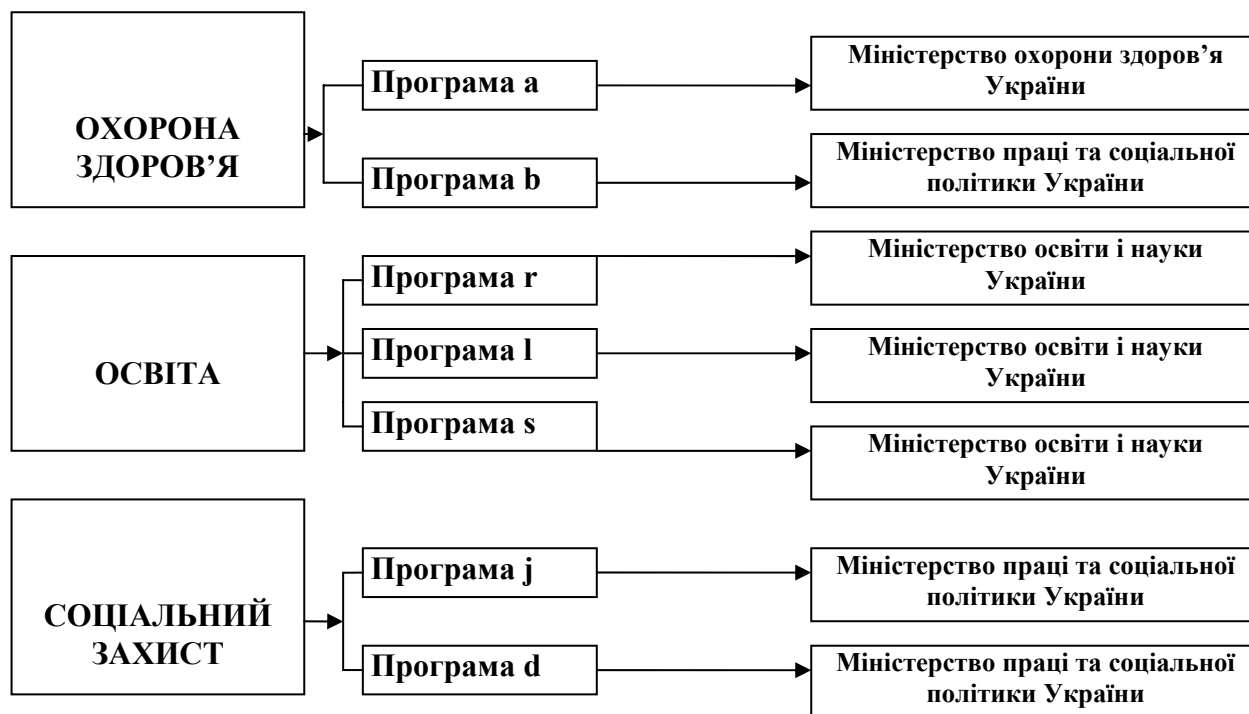 ОХОРОНА
ЗДОРОВ’Я
Програма a
Міністерство охорони здоров’я
України
Програма b
Міністерство праці та соціальної
політики України
ОСВІТА
Програма r
Міністерство освіти і науки
України
Програма l
Міністерство освіти і науки
України
Програма s
Міністерство освіти і науки
України
СОЦІАЛЬНИЙ
ЗАХИСТ
Програма j
Міністерство праці та соціальної
політики України
Програма d
Міністерство праці та соціальної
політики України